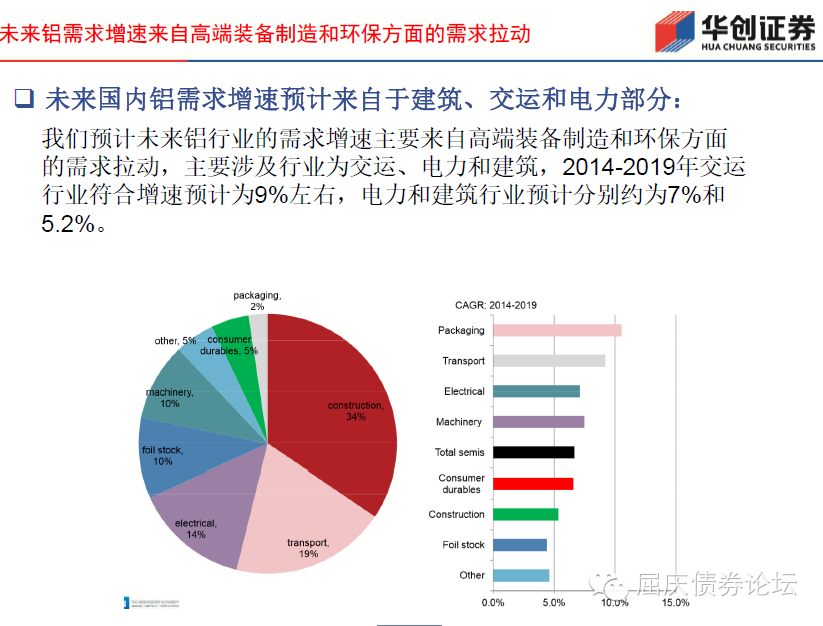 未来铝需求增速来自高端装备制造和环保方面的需求拉动
华创证券
HUA CHUANG SECURITIES
未来国内铝需求增速预计来自于建筑、交运和电力部分：
我们预计未来铝行业的需求增速主要来自高端装备制造和环保方面
的需求拉动，主要涉及行业为交运、电力和建筑，2014-2019年交运
行业符合增速预计为9%左右，电力和建筑行业预计分别约为7%和
5.2%。
packaging,
2%
other, 5%
consumer
durables, 5%
machinery,
10%
construction,
34%
foil stock,
10%
electrical,
14%
transport,
19%
CAGR: 2014-2019
Packaging
Transport
Electrical
Machinery
Total semis
Consumer
durables
Construction
Foil stock
Other
0.0%
5.0%
10.0%
15.0%
屈庆债券论坛